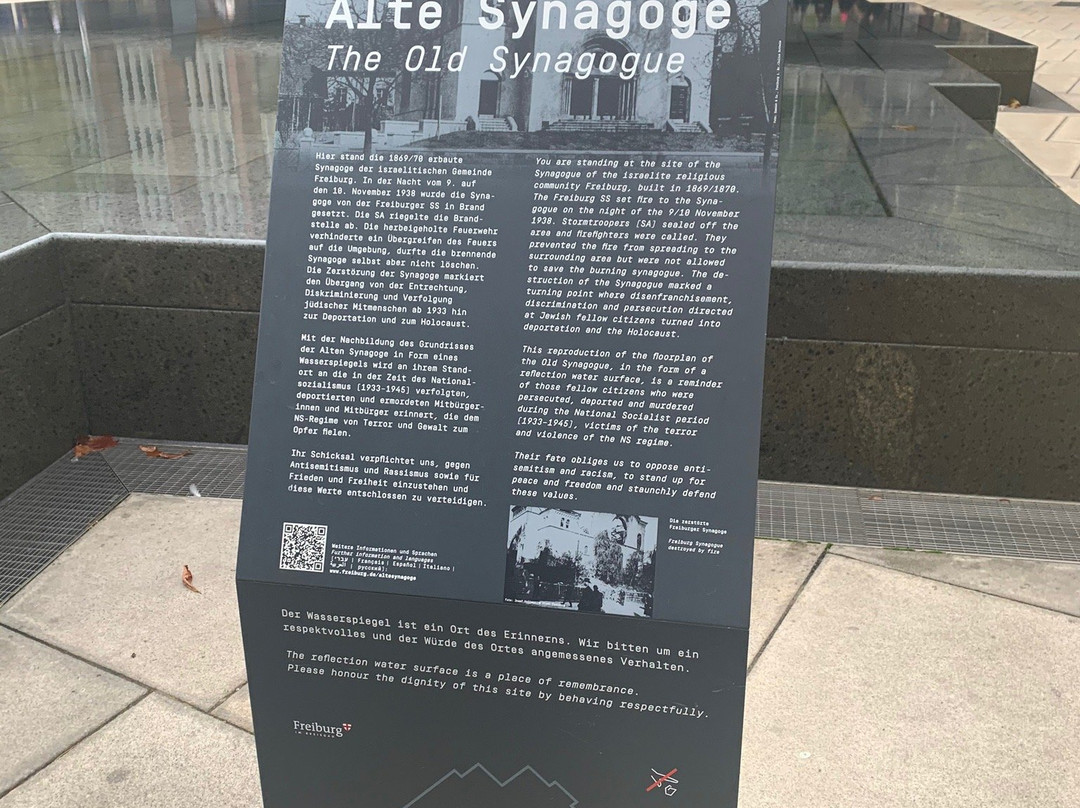 Alte Synagoge
The Old Synagogue
Hier stand die 1869/70 erbaute
Synagoge der israelitischen Gemeinde
Freiburg. In der Nacht vom 9. auf
den 10. November 1938 wurde die Syna-
goge von der Freiburger SS in Brand
gesetzt. Die SA riegelte die Brand-
stelle ab. Die herbeigeholte Feuerwehr
verhinderte ein Übergreifen des Feuers
auf die Umgebung, durfte die brennende
Synagoge selbst aber nicht löschen.
Die Zerstörung der Synagoge markiert
den Übergang von der Entrechtung,
Diskriminierung und Verfolgung
jüdischer Mitmenschen ab 1933 hin
zur Deportation und zum Holocaust.
Mit der Nachbildung des Grundrisses
der Alten Synagoge in Form eines
Wasserspiegels wird an ihrem Stand-
ort an die in der Zeit des National-
sozialismus [1933-1945] verfolgten,
deportierten und ermordeten Mitbürger-
innen und Mitbürger erinnert, die dem
NS-Regime von Terror und Gewalt zum
Opfer fielen.
Ihr Schicksal verpflichtet uns, gegen
Antisemitismus und Rassismus sowie für
Frieden und Freiheit einzustehen und
diese Werte entschlossen zu verteidigen.
You are standing at the site of the
Synagogue of the israelite religious
community Freiburg, built in 1869/1870.
The Freiburg SS set fire to the Syna-
gogue on the night of the 9/10 November
1938. Stormtroopers [SA] sealed off the
area and firefighters were called. They
prevented the fire from spreading to the
surrounding area but were not allowed
to save the burning synagogue. The de-
struction of the Synagogue marked a
turning point where disenfranchisement,
discrimination and persecution directed
at Jewish fellow citizens turned into
deportation and the Holocaust.
This reproduction of the floorplan of
the Old Synagogue, in the form of a
reflection water surface, is a reminder
of those fellow citizens who were
persecuted, deported and murdered
during the National Socialist period
[1933-1945], victims of the terror
and violence of the NS regime.
Their fate obliges us to oppose anti-
semitism and racism, to stand up for
peace and freedom and staunchly defend
these values.
Weitere Informationen und Sprachen
Further information and languages
[עברית | Français | Español | Italiano |
العربية | русский]:
www.freiburg.de/altesynagoge
Die zerstörte
Freiburger Synagoge
Freiburg Synagogue
destroyed by fire
Der Wasserspiegel ist ein Ort des Erinnerns. Wir bitten um ein
respektvolles und der Würde des Ortes angemessenes Verhalten.
The reflection water surface is a place of remembrance.
Please honour the dignity of this site by behaving respectfully.
Freiburg
IM BREISGAU